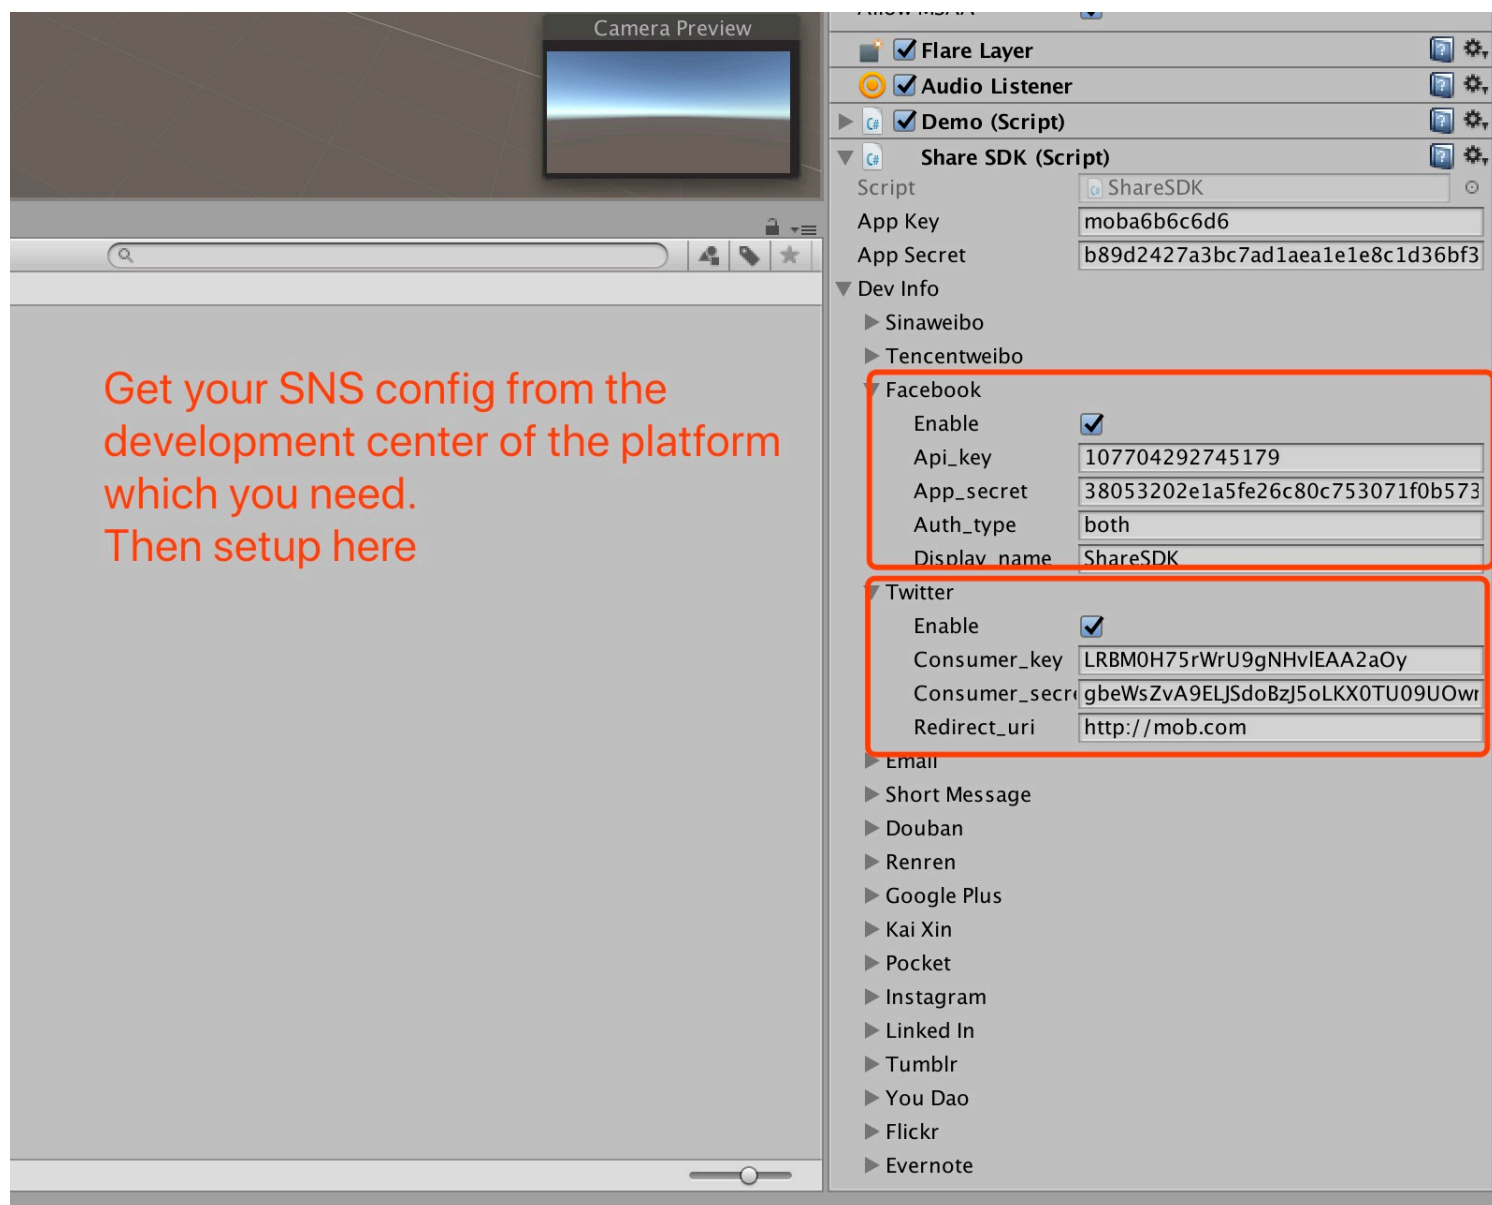 Camera Preview
Flare Layer
Audio Listener
Demo (Script)
Share SDK (Script)
Script ShareSDK
App Key moba6b6c6d6
App Secret b89d2427a3bc7ad1aea1e1e8c1d36bf3
Dev Info
Sinaweibo
Tencentweibo
Get your SNS config from the
development center of the platform
which you need.
Then setup here
Facebook
Enable
Api_key 107704292745179
App_secret 38053202e1a5fe26c80c753071f0b573
Auth_type both
Display_name ShareSDK
Twitter
Enable
Consumer_key LRBM0H75rWrU9gNHvlEAA2aOy
Consumer_secr gbeWsZvA9ELJSdoBzJ5oLKX0TU09UOwr
Redirect_uri http://mob.com
Email
Short Message
Douban
Renren
Google Plus
Kai Xin
Pocket
Instagram
Linked In
Tumblr
You Dao
Flickr
Evernote